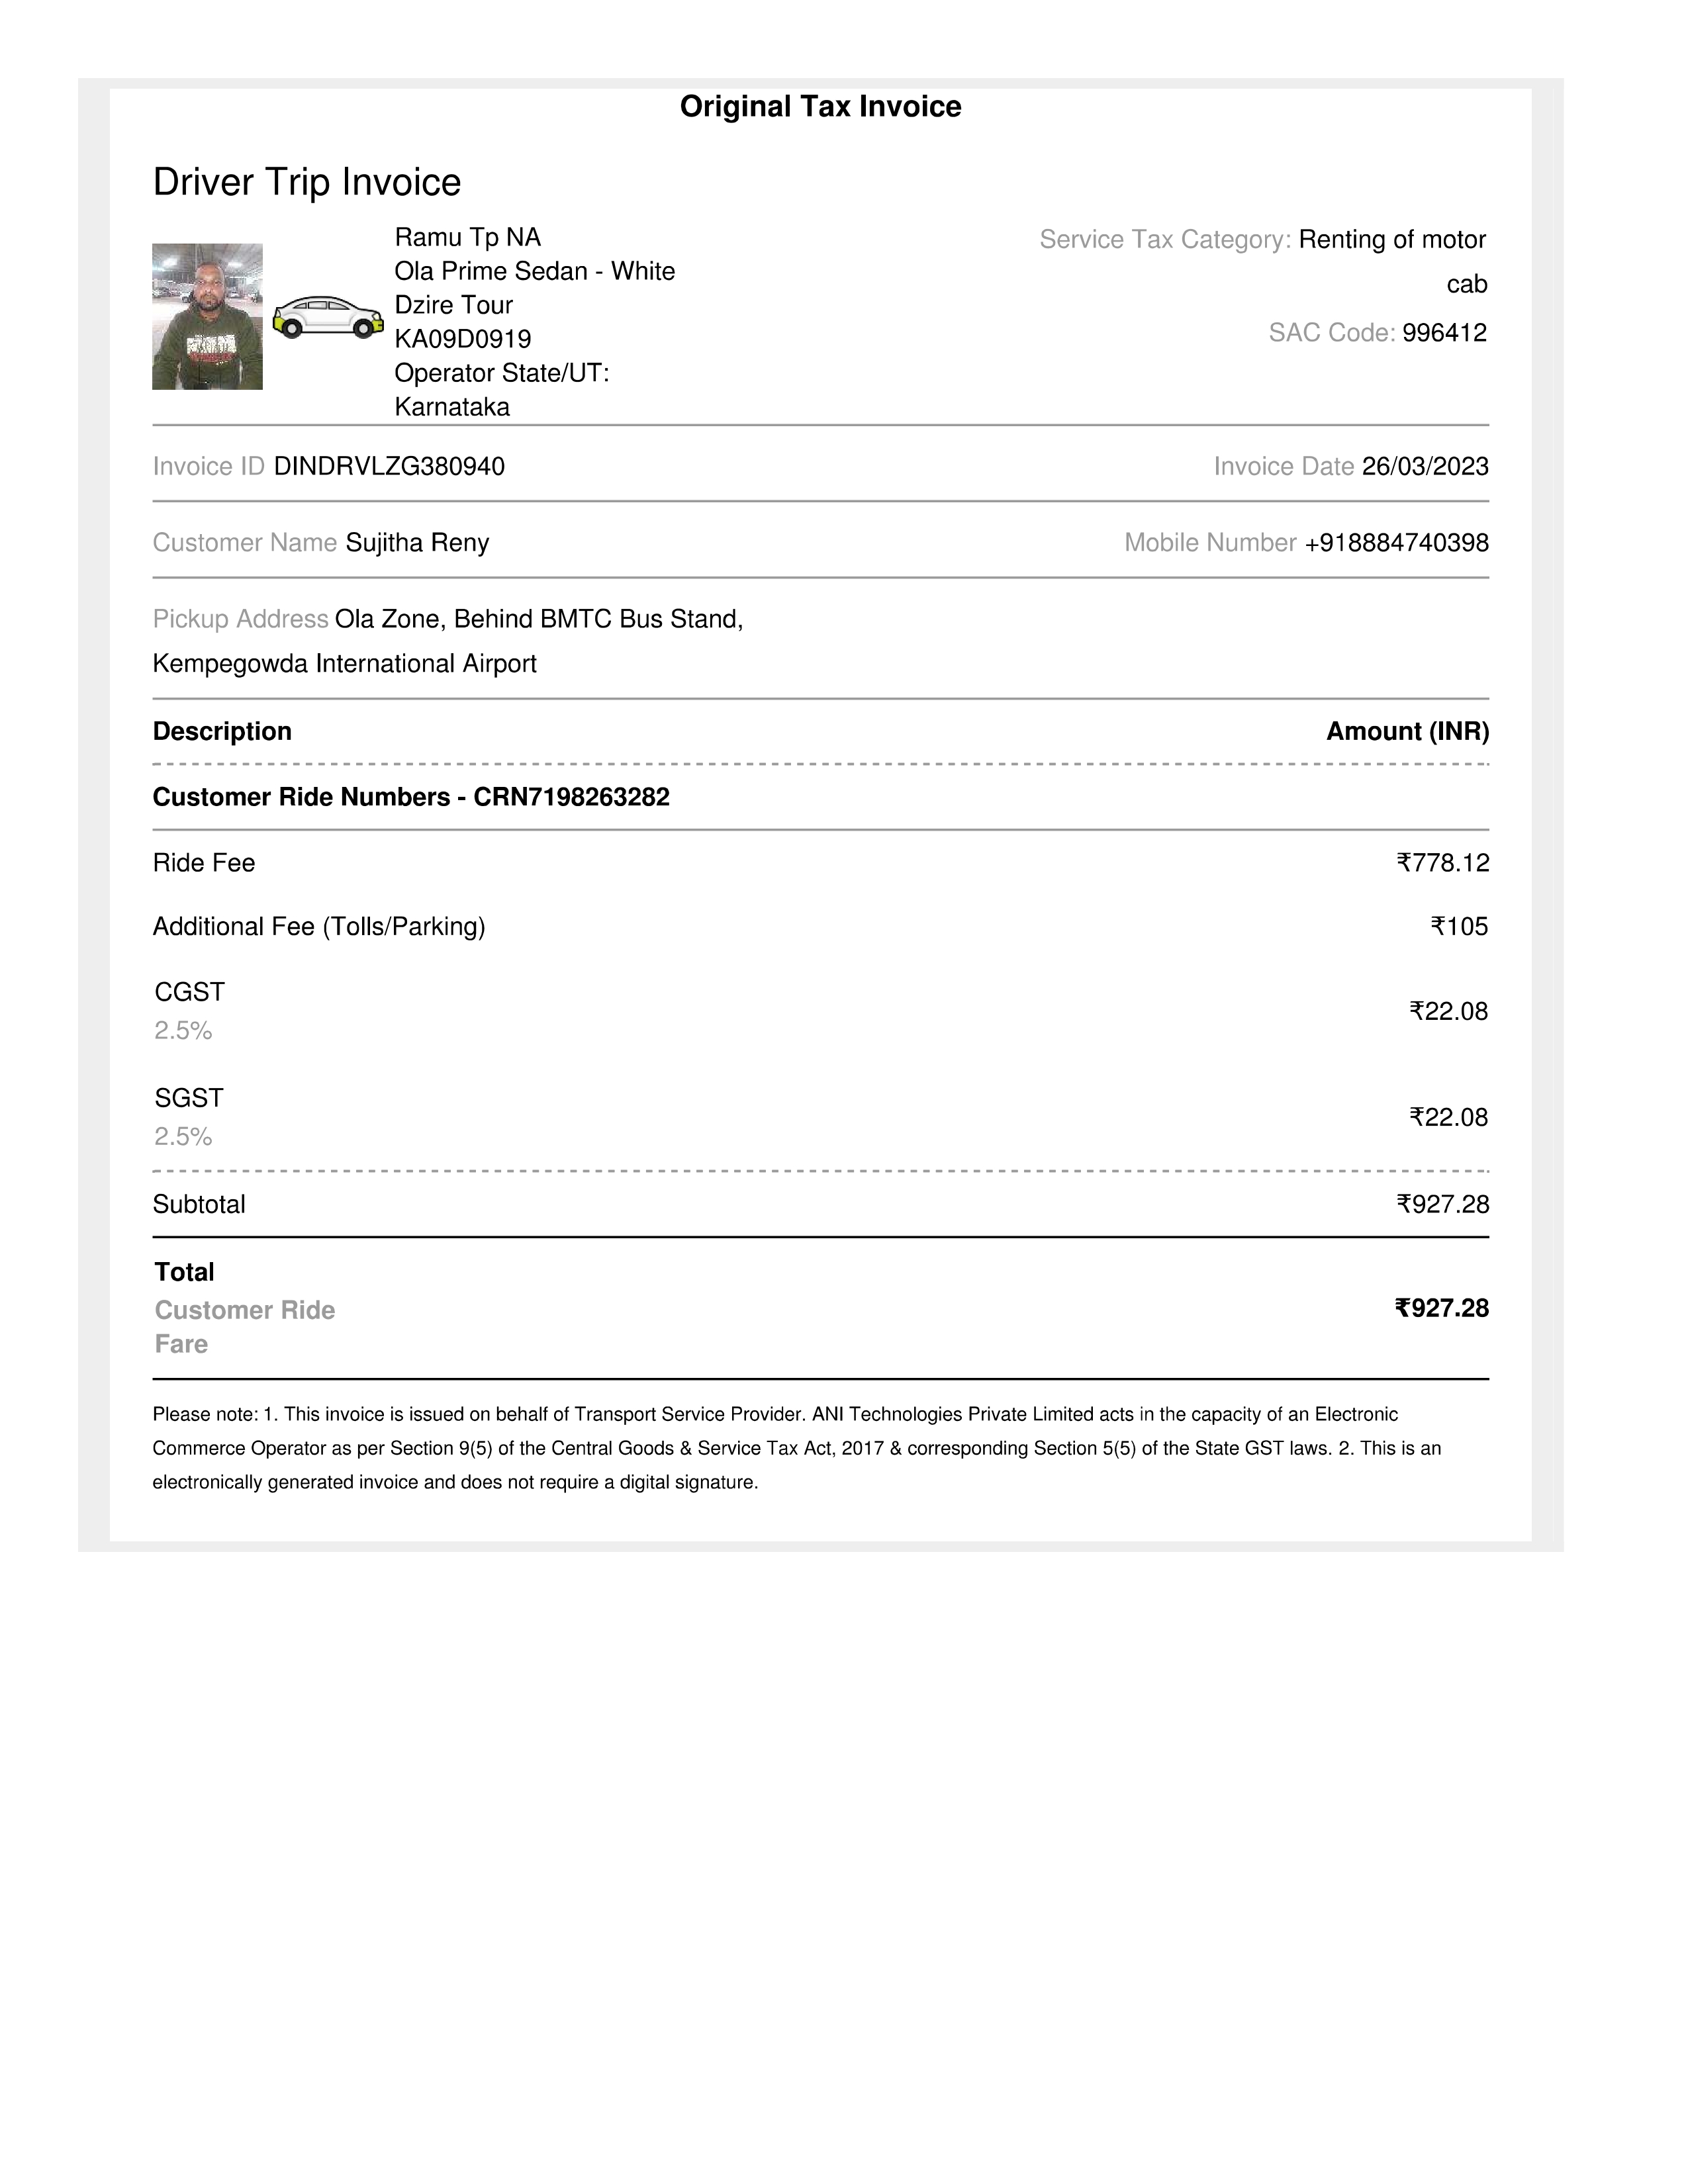 Original Tax Invoice
Driver Trip Invoice
Ramu Tp NA
Ola Prime Sedan - White
Dzire Tour
KA09D0919
Operator State/UT:
Karnataka
Service Tax Category: Renting of motor
cab
SAC Code: 996412
Invoice ID DINDRVLZG380940
Invoice Date 26/03/2023
Customer Name Sujitha Reny
Mobile Number +918884740398
Pickup Address Ola Zone, Behind BMTC Bus Stand,
Kempegowda International Airport
Description Amount (INR)
Customer Ride Numbers - CRN7198263282
Ride Fee ₹778.12
Additional Fee (Tolls/Parking) ₹105
CGST
2.5%
₹22.08
SGST
2.5%
₹22.08
Subtotal ₹927.28
Total
Customer Ride
Fare
₹927.28
Please note: 1. This invoice is issued on behalf of Transport Service Provider. ANI Technologies Private Limited acts in the capacity of an Electronic
Commerce Operator as per Section 9(5) of the Central Goods & Service Tax Act, 2017 & corresponding Section 5(5) of the State GST laws. 2. This is an
electronically generated invoice and does not require a digital signature.